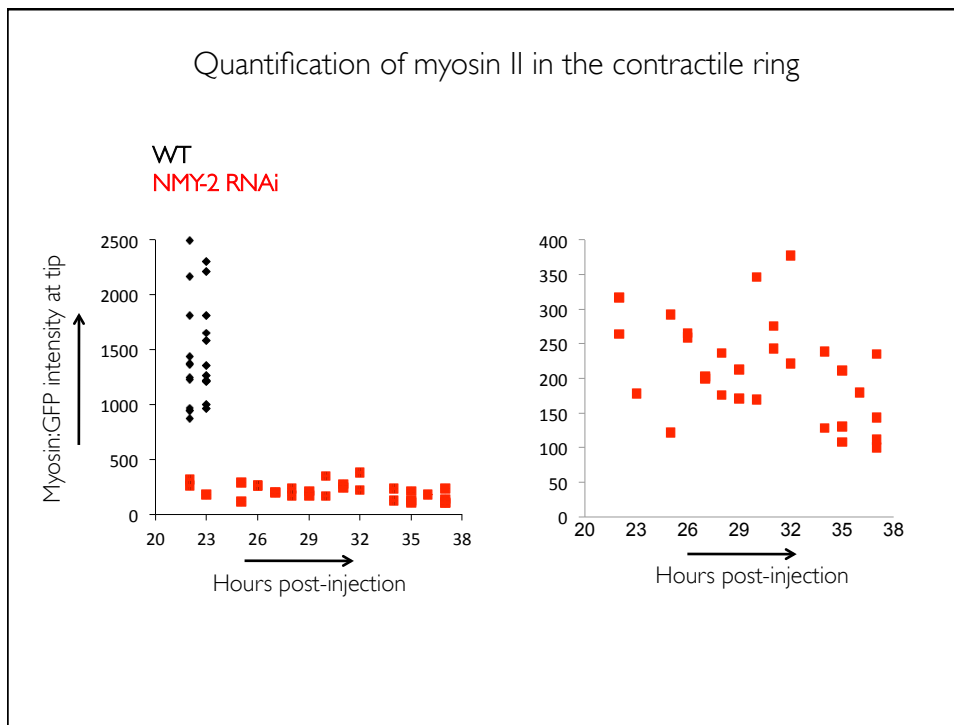 Quantification of myosin II in the contractile ring
WT
NMY-2 RNAi
Myosin:GFP intensity at tip
2500
2000
1500
1000
500
0
20 23 26 29 32 35 38
Hours post-injection
400
350
300
250
200
150
100
50
0
20 23 26 29 32 35 38
Hours post-injection